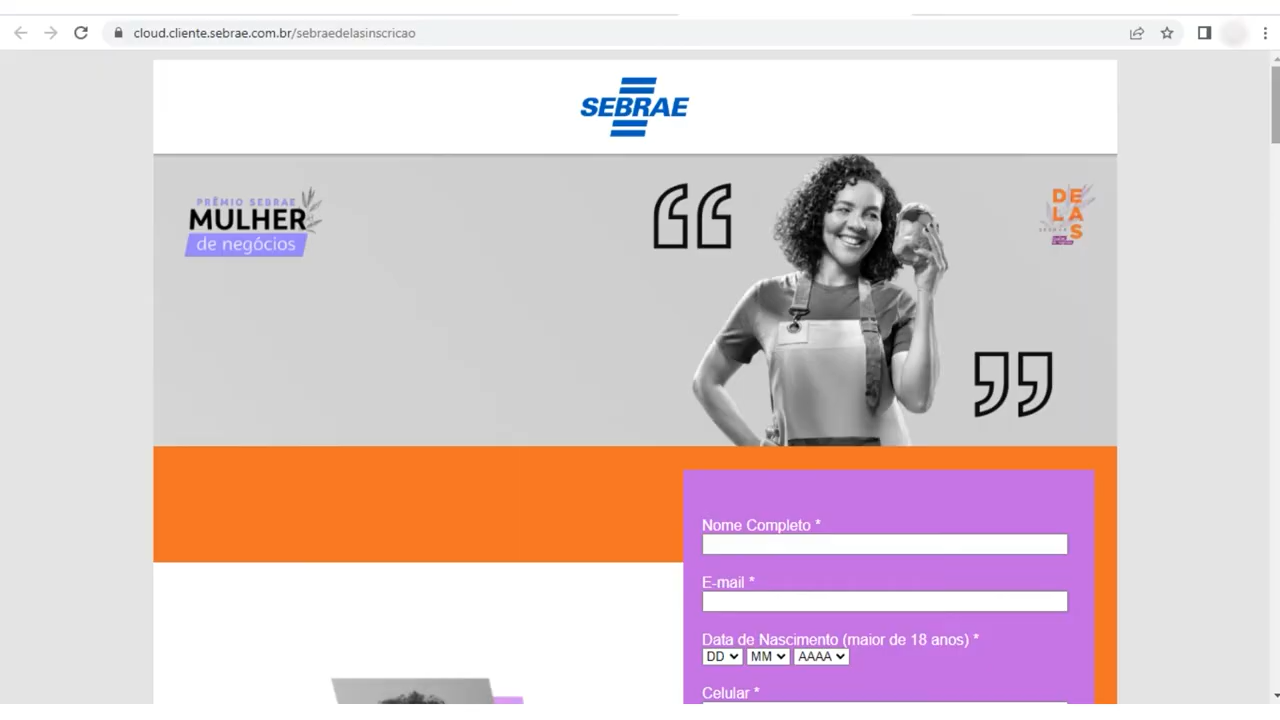 cloud.cliente.sebrae.com.br/sebraedelasinscricao
SEBRAE
PRÊMIO SEBRAE
MULHER
de negócios
DE
LA
S
SEBRAE
Nome Completo *
E-mail *
Data de Nascimento (maior de 18 anos) *
DD MM AAAA
Celular *